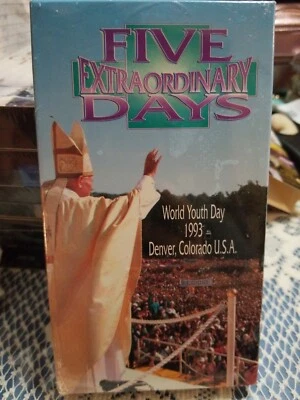 FIVE
EXTRAORDINARY
DAYS
World Youth Day
1993
Denver, Colorado U.S.A.